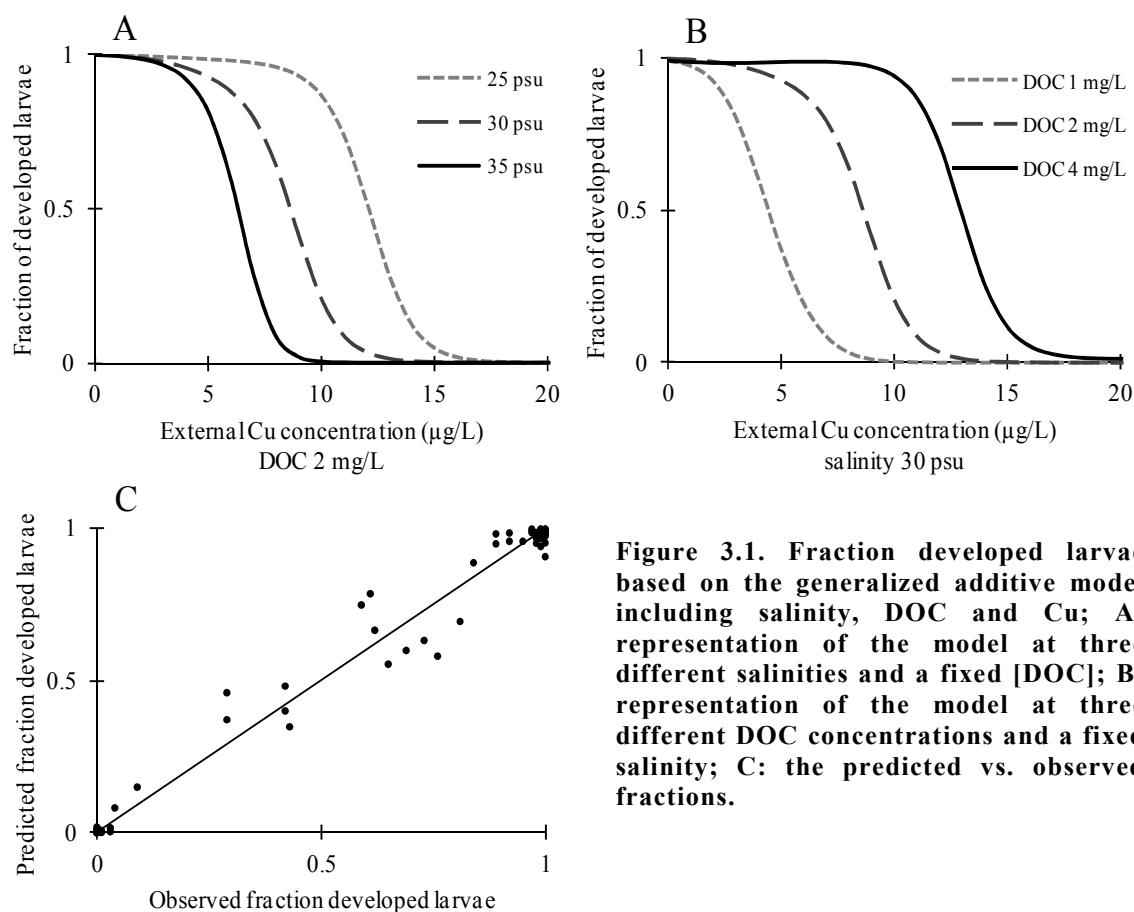 A
1
0.5
0
Fraction of developed larvae
25 psu
30 psu
35 psu
0 5 10 15 20
External Cu concentration (µg/L)
DOC 2 mg/L
B
1
0.5
0
Fraction of developed larvae
DOC 1 mg/L
DOC 2 mg/L
DOC 4 mg/L
0 5 10 15 20
External Cu concentration (µg/L)
salinity 30 psu
C
1
0.5
0
Predicted fraction developed larvae
0 0.5 1
Observed fraction developed larvae
Figure 3.1. Fraction developed larvae
based on the generalized additive model
including salinity, DOC and Cu; A:
representation of the model at three
different salinities and a fixed [DOC]; B:
representation of the model at three
different DOC concentrations and a fixed
salinity; C: the predicted vs. observed
fractions.